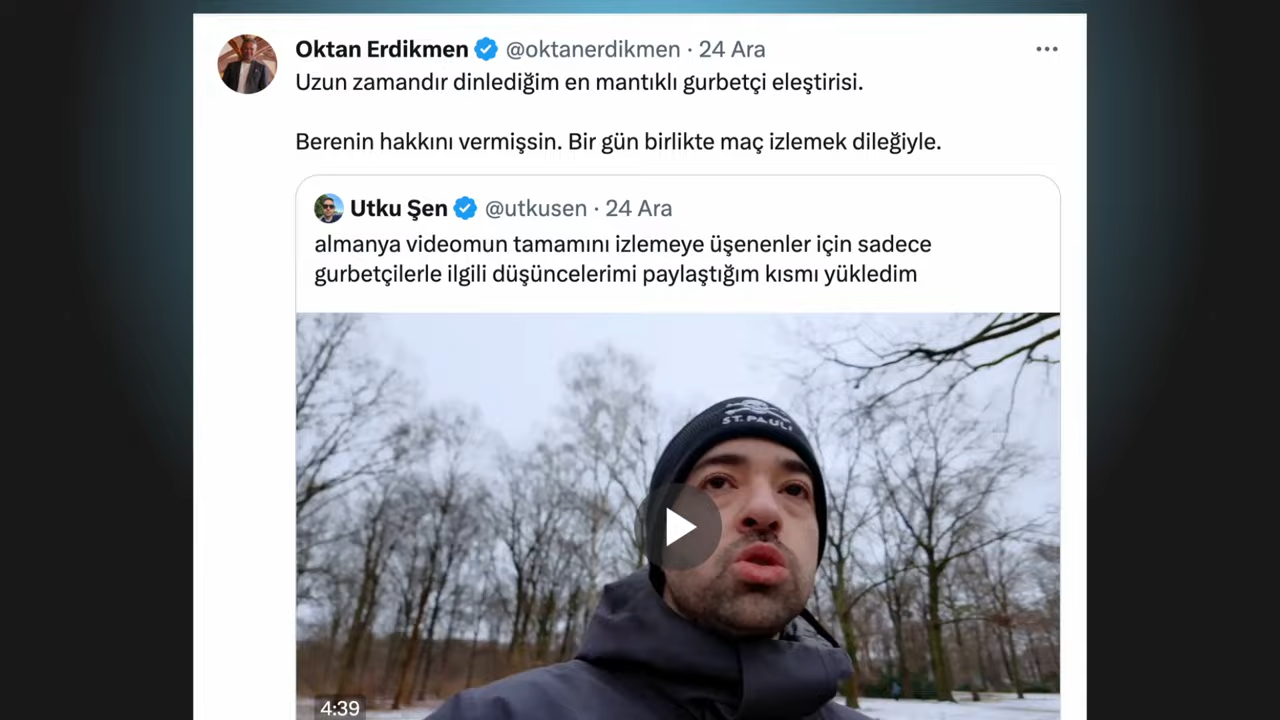 Oktan Erdikmen @oktanerdikmen · 24 Ara
Uzun zamandır dinlediğim en mantıklı gurbetçi eleştirisi.
Berenin hakkını vermişsin. Bir gün birlikte maç izlemek dileğiyle.
Utku Şen @utkusen · 24 Ara
almanya videomun tamamını izlemeye üşenenler için sadece
gurbetçilerle ilgili düşüncelerimi paylaştığım kısmı yükledim
ST. PAULI
4:39